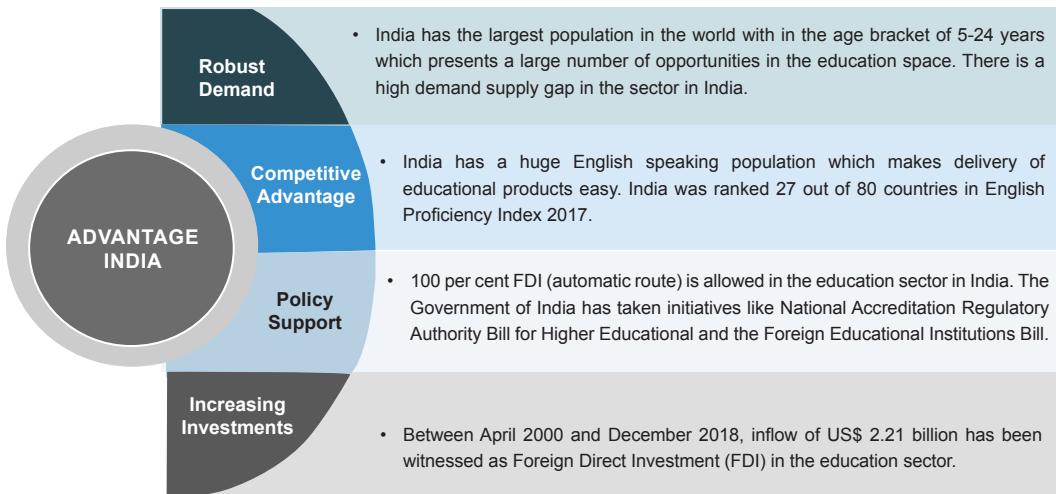 ADVANTAGE
INDIA
Robust
Demand
• India has the largest population in the world with in the age bracket of 5-24 years
which presents a large number of opportunities in the education space. There is a
high demand supply gap in the sector in India.
Competitive
Advantage
• India has a huge English speaking population which makes delivery of
educational products easy. India was ranked 27 out of 80 countries in English
Proficiency Index 2017.
Policy
Support
• 100 per cent FDI (automatic route) is allowed in the education sector in India. The
Government of India has taken initiatives like National Accreditation Regulatory
Authority Bill for Higher Educational and the Foreign Educational Institutions Bill.
Increasing
Investments
• Between April 2000 and December 2018, inflow of US$ 2.21 billion has been
witnessed as Foreign Direct Investment (FDI) in the education sector.